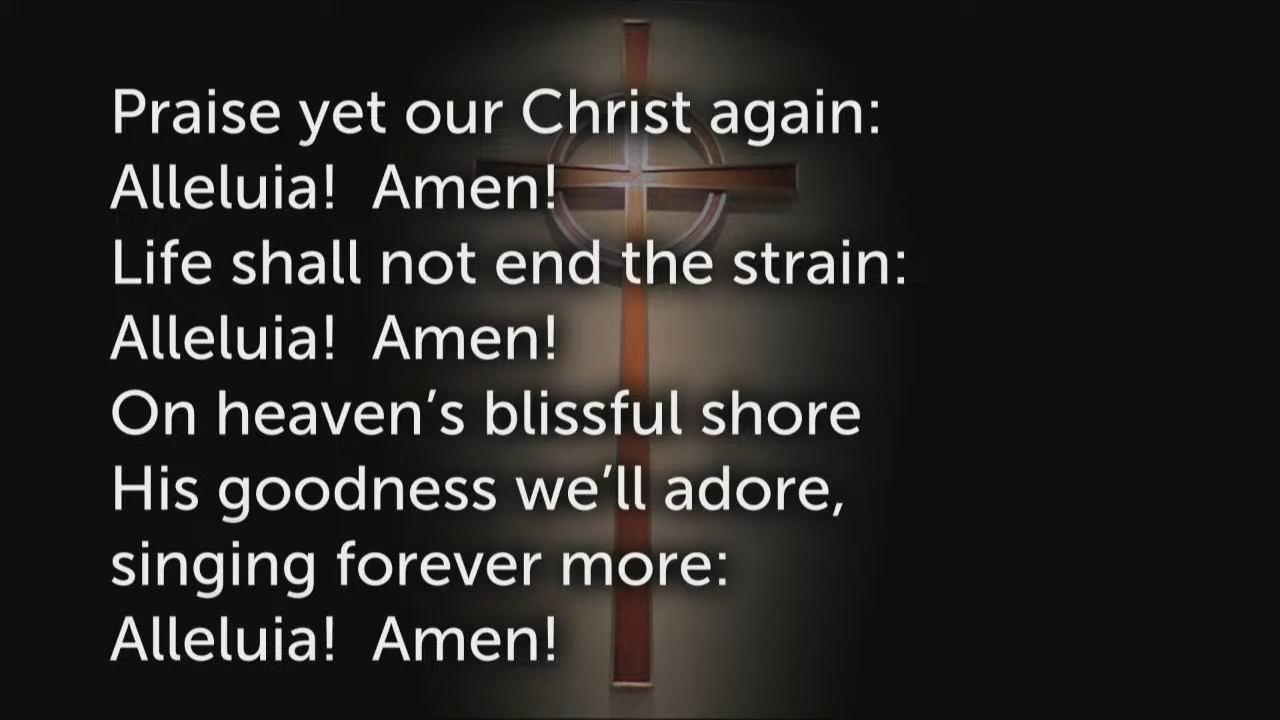 Praise yet our Christ again:
Alleluia!  Amen!
Life shall not end the strain:
Alleluia!  Amen!
On heaven’s blissful shore
His goodness we’ll adore,
singing forever more:
Alleluia!  Amen!